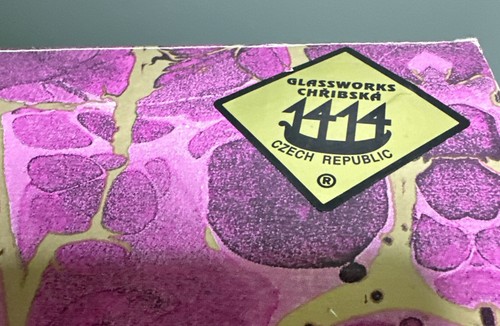 GLASSWORKS
CHŘIBSKÁ
1414
CZECH REPUBLIC
®